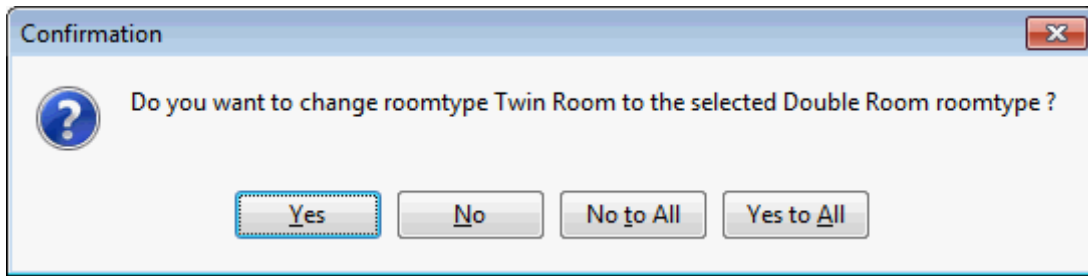 Confirmation
Do you want to change roomtype Twin Room to the selected Double Room roomtype ?
Yes
No
No to All
Yes to All